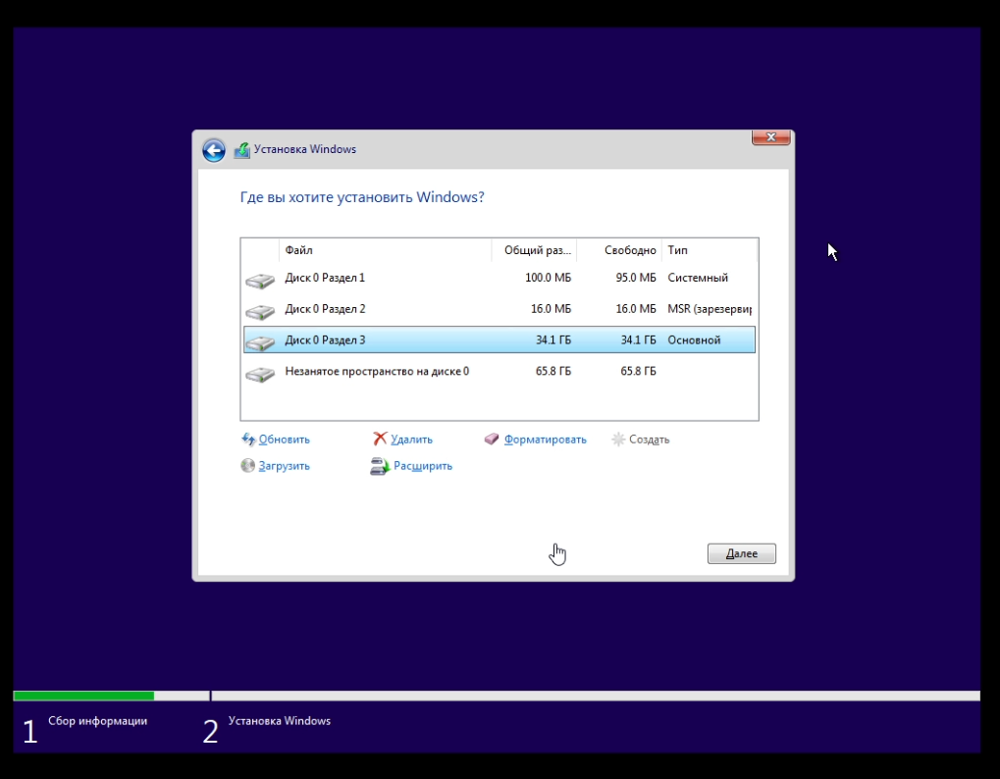 Установка Windows
Где вы хотите установить Windows?
Файл Общий раз... Свободно Тип
Диск 0 Раздел 1 100.0 МБ 95.0 МБ Системный
Диск 0 Раздел 2 16.0 МБ 16.0 МБ MSR (зарезерви
Диск 0 Раздел 3 34.1 ГБ 34.1 ГБ Основной
Незанятое пространство на диске 0 65.8 ГБ 65.8 ГБ
Обновить Удалить Форматировать Создать
Загрузить Расширить
Далее
1 Сбор информации 2 Установка Windows